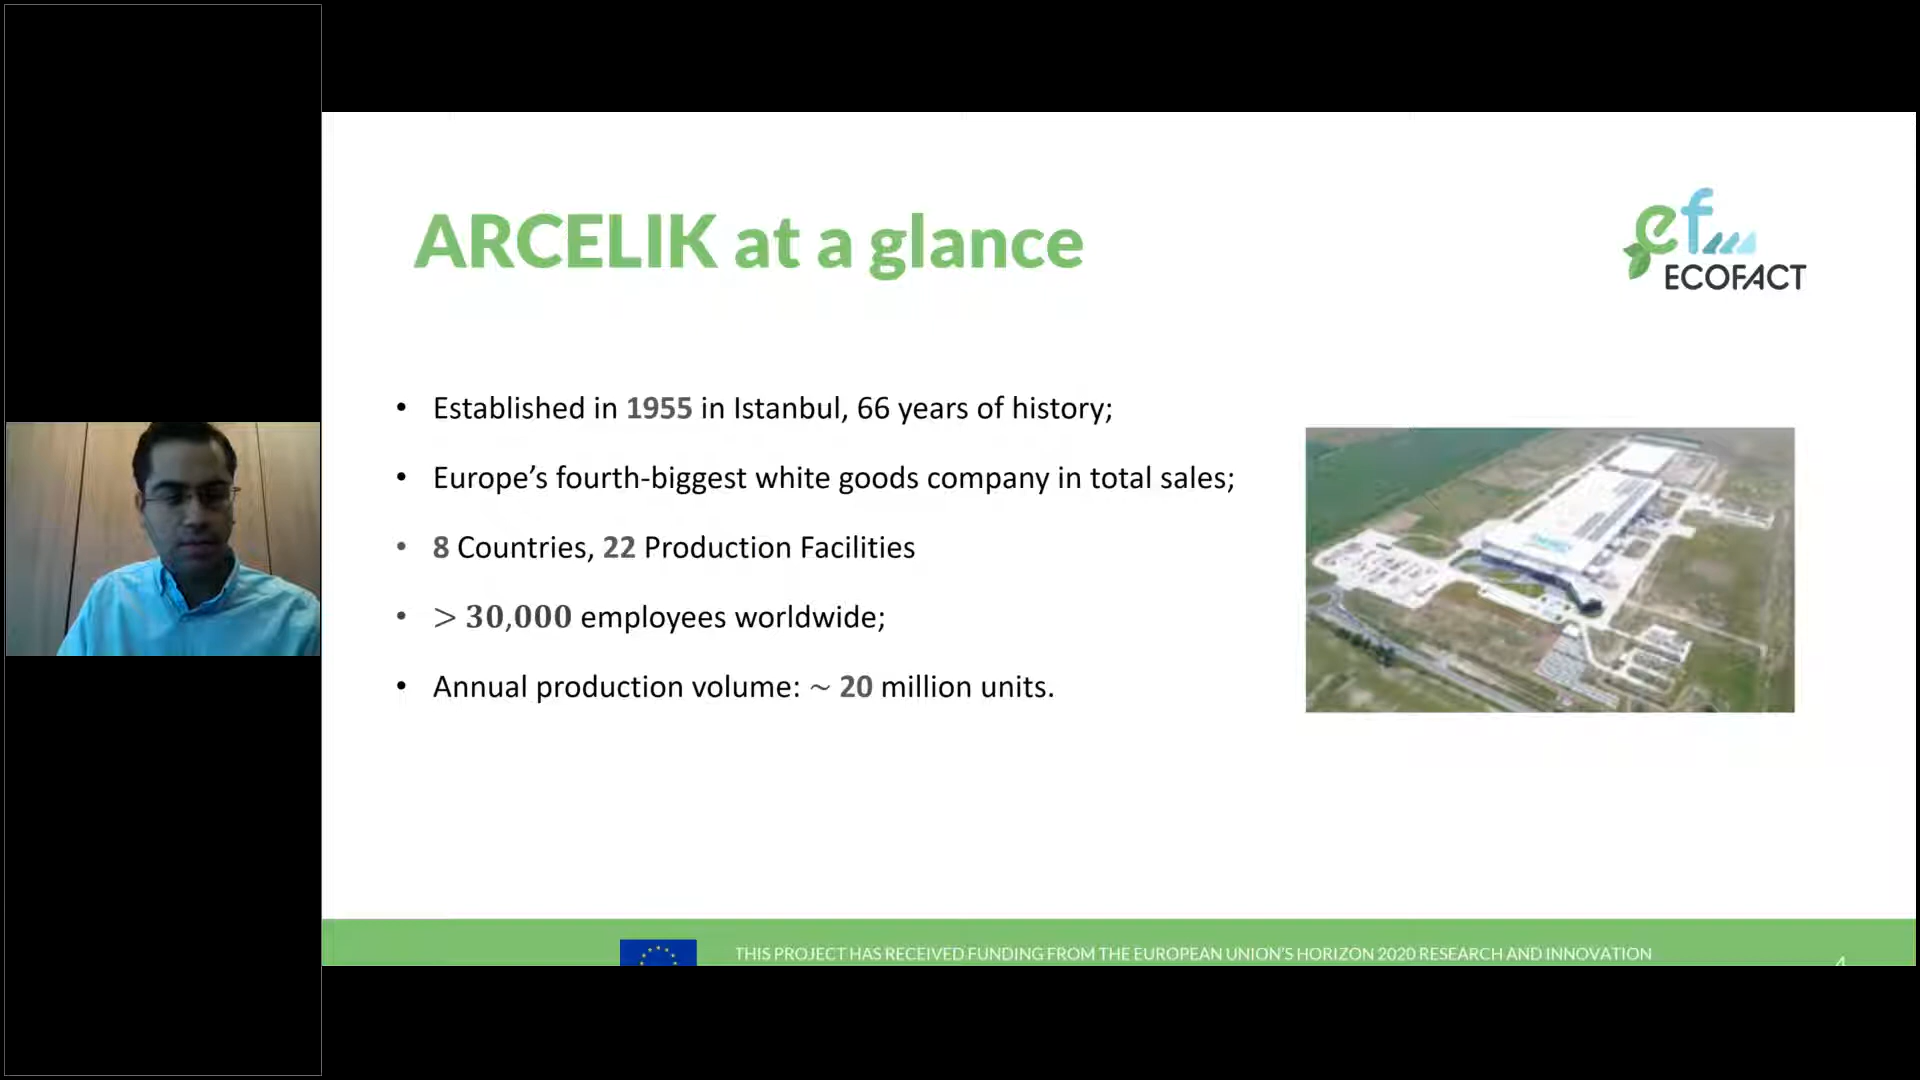 ARCELIK at a glance
ef
ECOFACT
• Established in 1955 in Istanbul, 66 years of history;
• Europe’s fourth-biggest white goods company in total sales;
• 8 Countries, 22 Production Facilities
• > 30,000 employees worldwide;
• Annual production volume: ~ 20 million units.
THIS PROJECT HAS RECEIVED FUNDING FROM THE EUROPEAN UNION’S HORIZON 2020 RESEARCH AND INNOVATION
4